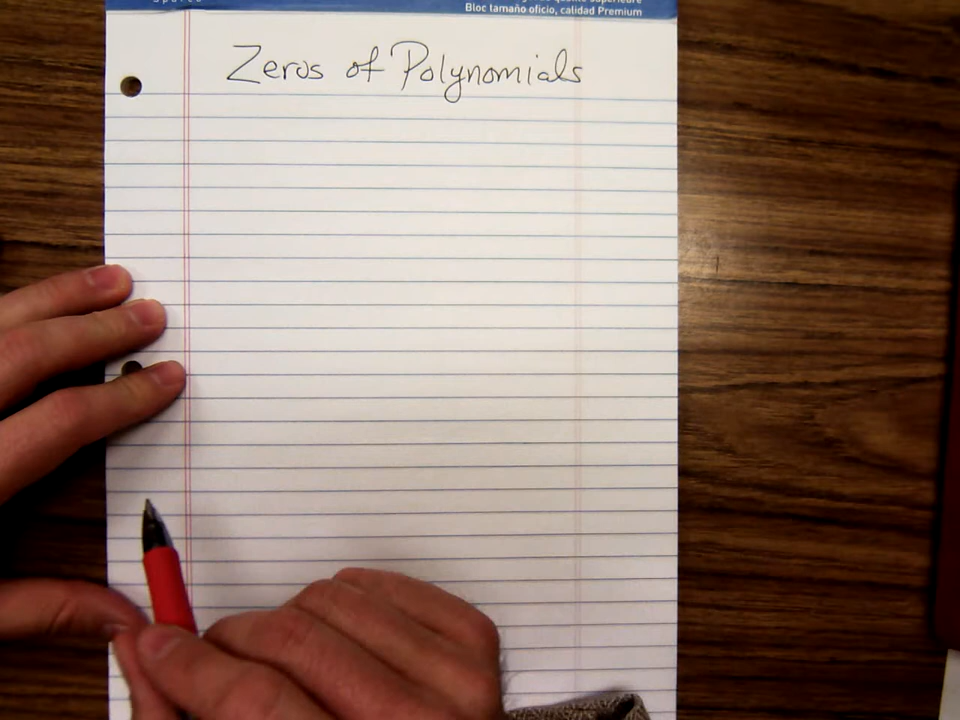 Bloc tamaño oficio, calidad Premium
Zeros of Polynomials